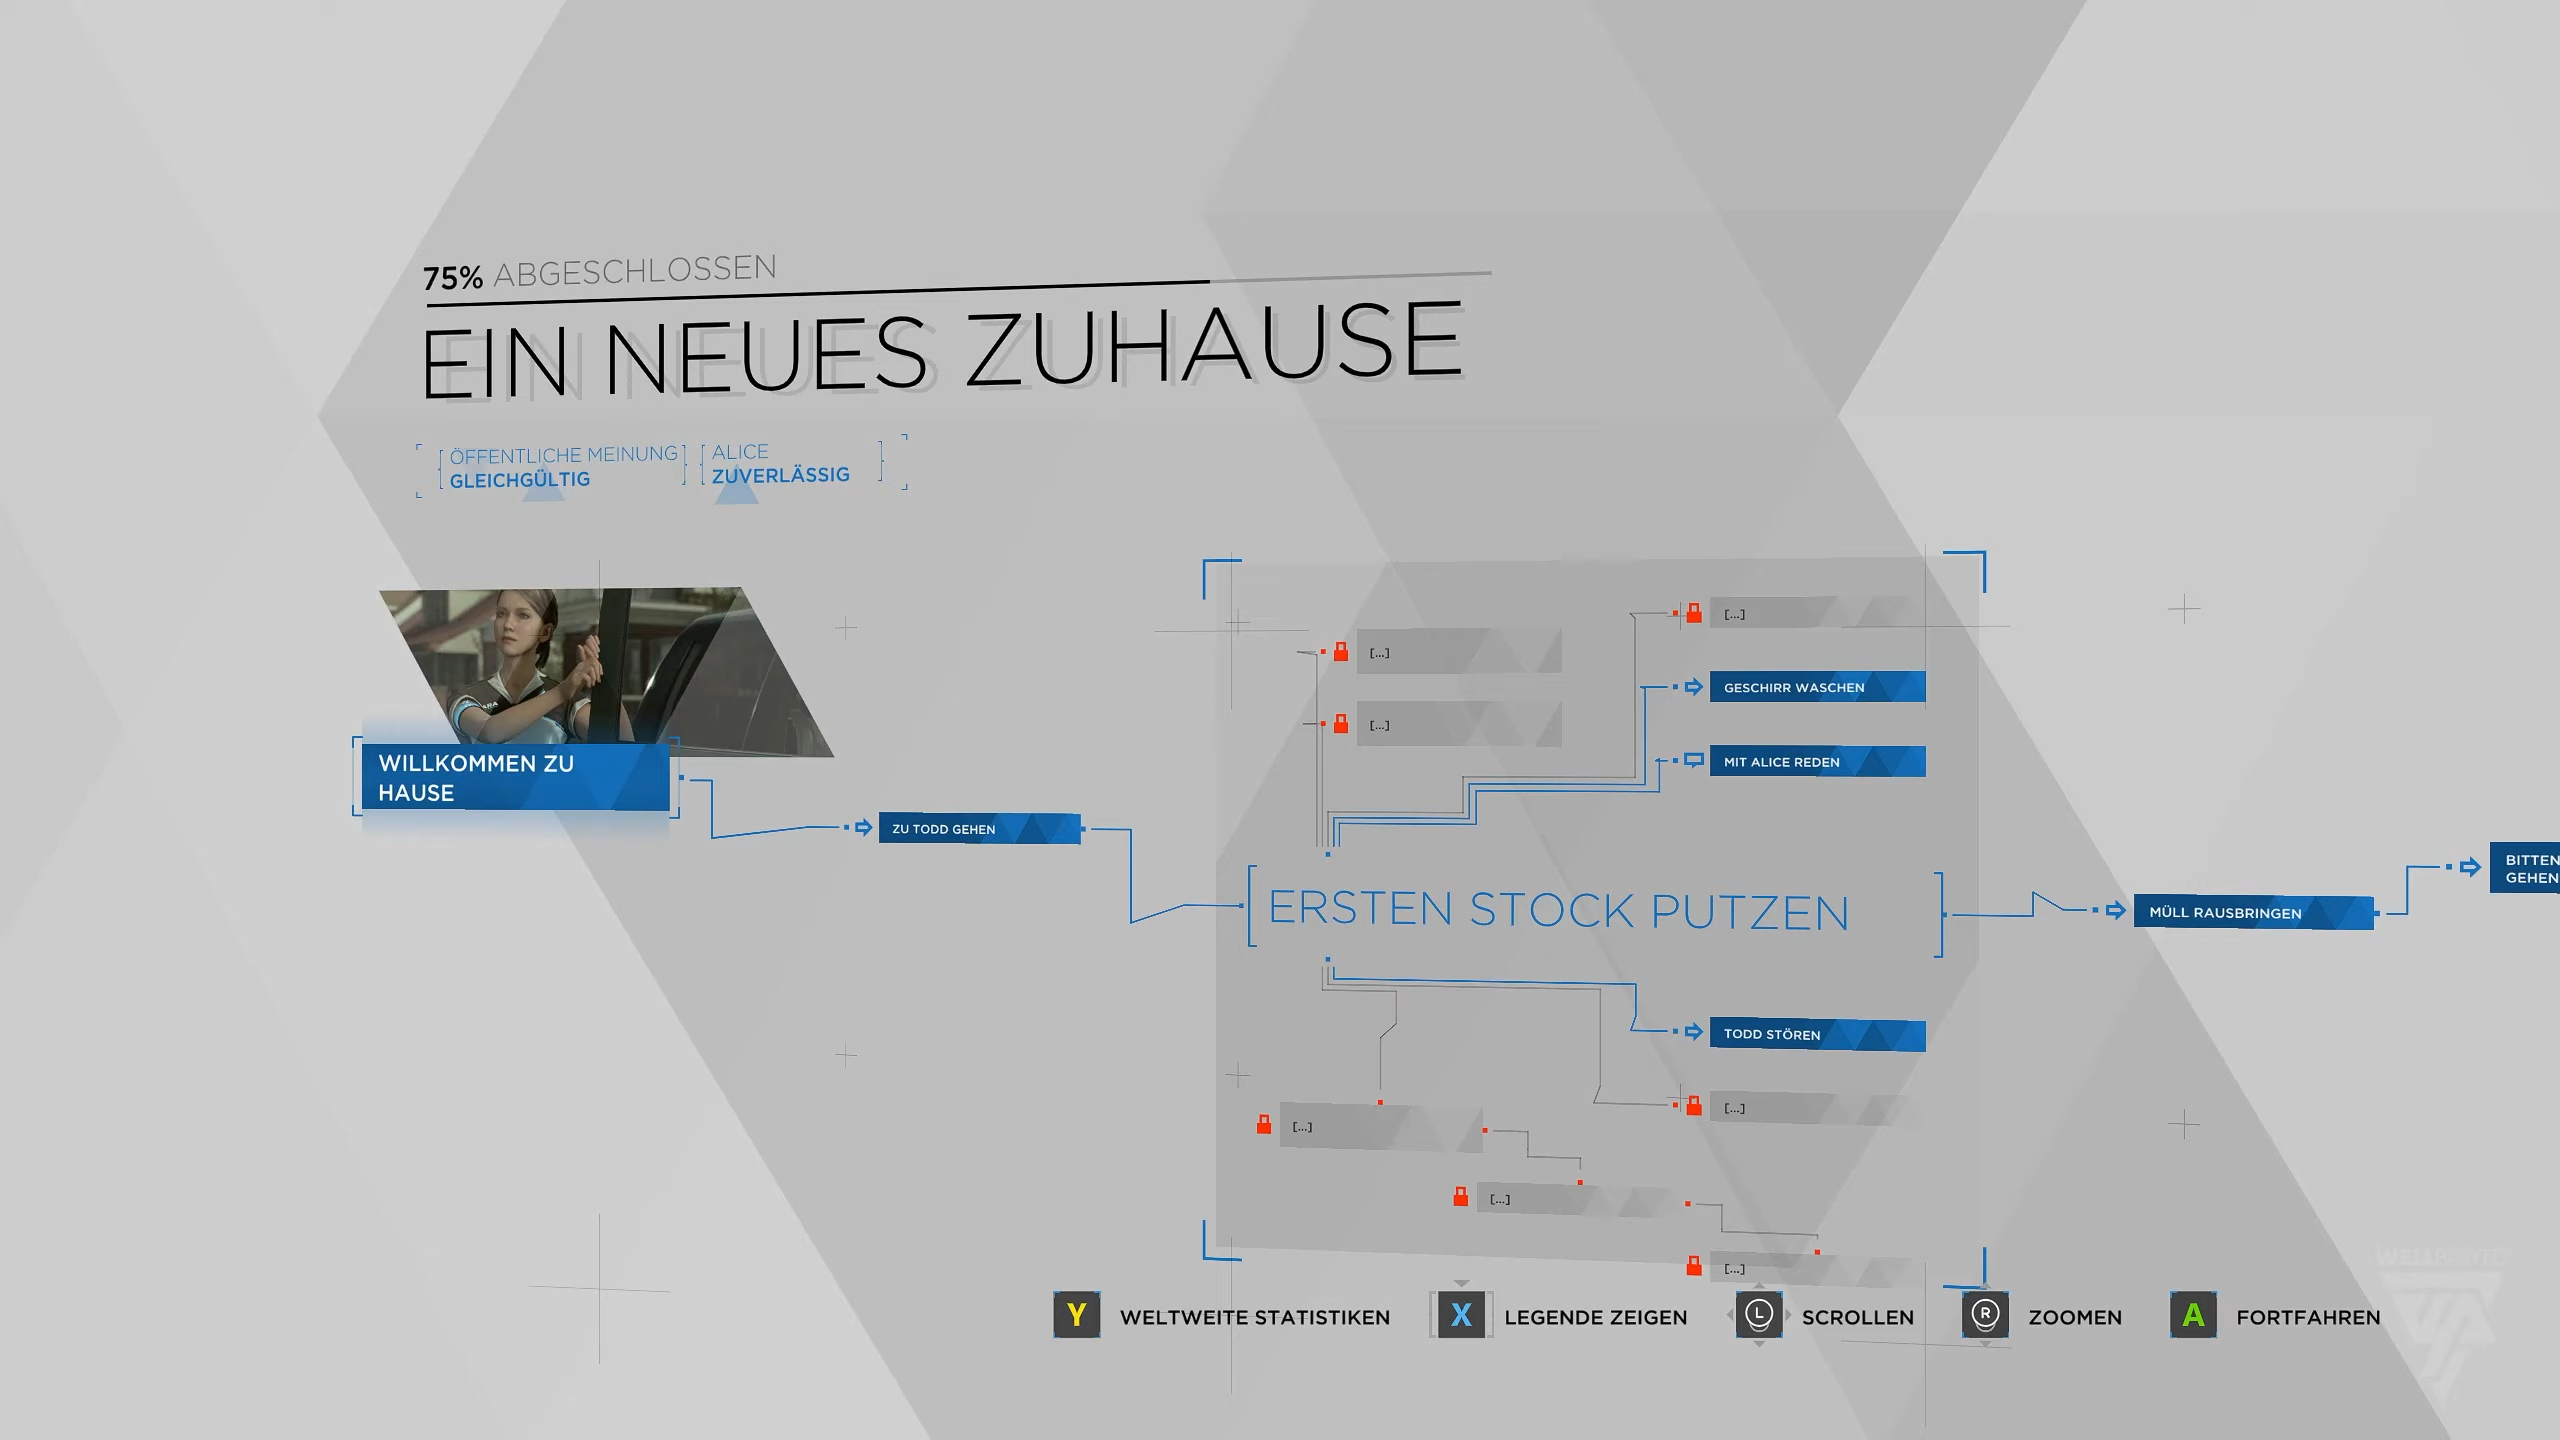 75% ABGESCHLOSSEN
EIN NEUES ZUHAUSE
ÖFFENTLICHE MEINUNG
GLEICHGÜLTIG
ALICE
ZUVERLÄSSIG
WILLKOMMEN ZU
HAUSE
ZU TODD GEHEN
[...]
[...]
[...]
GESCHIRR WASCHEN
MIT ALICE REDEN
ERSTEN STOCK PUTZEN
MÜLL RAUSBRINGEN
BITTEN
GEHEN
TODD STÖREN
[...]
[...]
[...]
[...]
Y WELTWEITE STATISTIKEN
X LEGENDE ZEIGEN
L SCROLLEN
R ZOOMEN
A FORTFAHREN